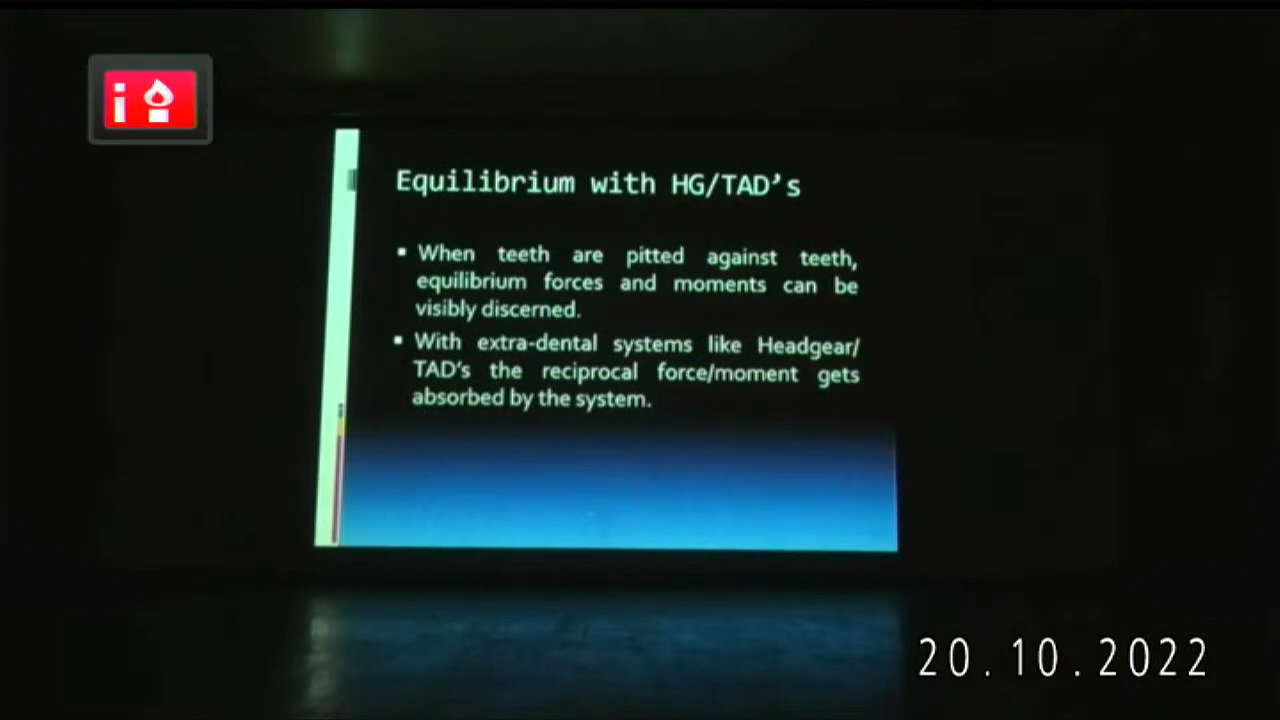 Equilibrium with HG/TAD's
▪ When teeth are pitted against teeth,
equilibrium forces and moments can be
visibly discerned.
▪ With extra-dental systems like Headgear/
TAD's the reciprocal force/moment gets
absorbed by the system.
20.10.2022